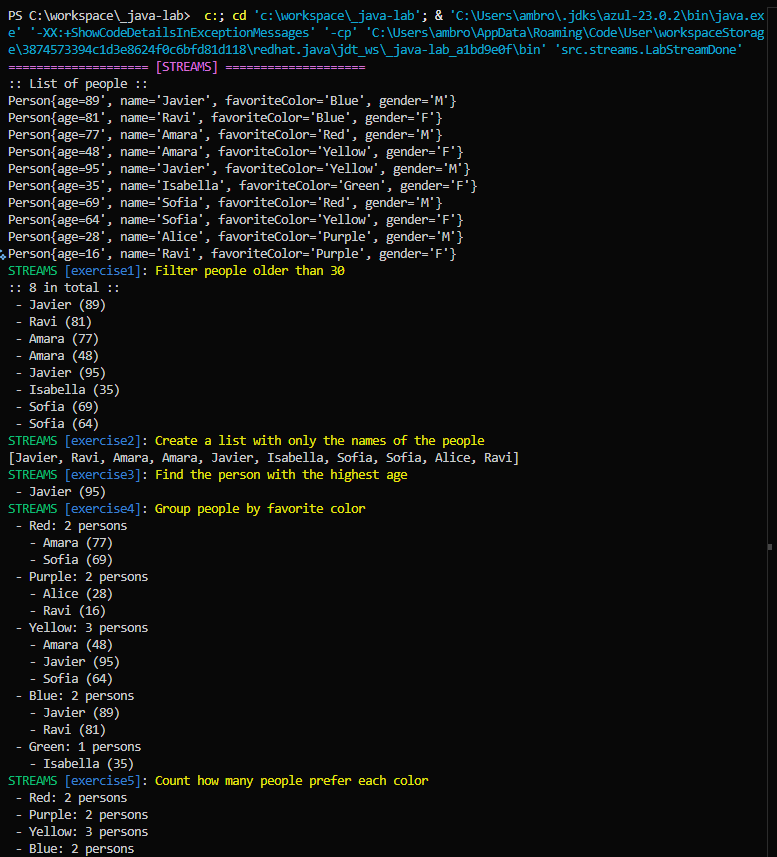 PS C:\workspace\_java-lab>  c:; cd 'c:\workspace\_java-lab'; & 'C:\Users\ambro\.jdks\azul-23.0.2\bin\java.ex
e' '-XX:+ShowCodeDetailsInExceptionMessages' '-cp' 'C:\Users\ambro\AppData\Roaming\Code\User\workspaceStorag
e\3874573394c1d3e8624f0c6bfd81d118\redhat.java\jdt_ws\_java-lab_a1bd9e0f\bin' 'src.streams.LabStreamDone'
==================== [STREAMS] ====================
:: List of people ::
Person{age=89', name='Javier', favoriteColor='Blue', gender='M'}
Person{age=81', name='Ravi', favoriteColor='Blue', gender='F'}
Person{age=77', name='Amara', favoriteColor='Red', gender='M'}
Person{age=48', name='Amara', favoriteColor='Yellow', gender='F'}
Person{age=95', name='Javier', favoriteColor='Yellow', gender='M'}
Person{age=35', name='Isabella', favoriteColor='Green', gender='F'}
Person{age=69', name='Sofia', favoriteColor='Red', gender='M'}
Person{age=64', name='Sofia', favoriteColor='Yellow', gender='F'}
Person{age=28', name='Alice', favoriteColor='Purple', gender='M'}
Person{age=16', name='Ravi', favoriteColor='Purple', gender='F'}
STREAMS [exercise1]: Filter people older than 30
:: 8 in total ::
 - Javier (89)
 - Ravi (81)
 - Amara (77)
 - Amara (48)
 - Javier (95)
 - Isabella (35)
 - Sofia (69)
 - Sofia (64)
STREAMS [exercise2]: Create a list with only the names of the people
[Javier, Ravi, Amara, Amara, Javier, Isabella, Sofia, Sofia, Alice, Ravi]
STREAMS [exercise3]: Find the person with the highest age
 - Javier (95)
STREAMS [exercise4]: Group people by favorite color
 - Red: 2 persons
   - Amara (77)
   - Sofia (69)
 - Purple: 2 persons
   - Alice (28)
   - Ravi (16)
 - Yellow: 3 persons
   - Amara (48)
   - Javier (95)
   - Sofia (64)
 - Blue: 2 persons
   - Javier (89)
   - Ravi (81)
 - Green: 1 persons
   - Isabella (35)
STREAMS [exercise5]: Count how many people prefer each color
 - Red: 2 persons
 - Purple: 2 persons
 - Yellow: 3 persons
 - Blue: 2 persons